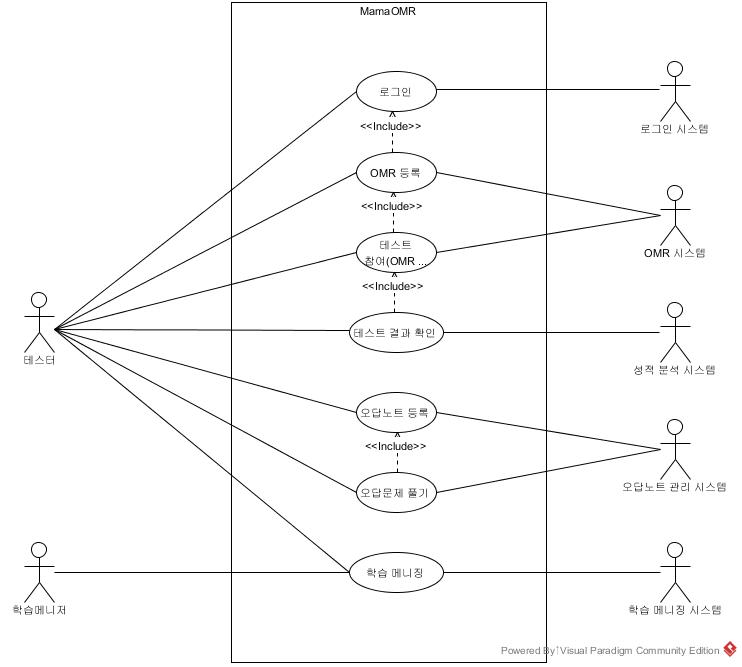 MamaOMR
로그인
<<Include>>
로그인 시스템
OMR 등록
<<Include>>
테스트
참여(OMR ...
OMR 시스템
<<Include>>
테스터
테스트 결과 확인
성적 분석 시스템
오답노트 등록
<<Include>>
오답문제 풀기
오답노트 관리 시스템
학습 메니징
학습메니저
학습 메니징 시스템
Powered By Visual Paradigm Community Edition